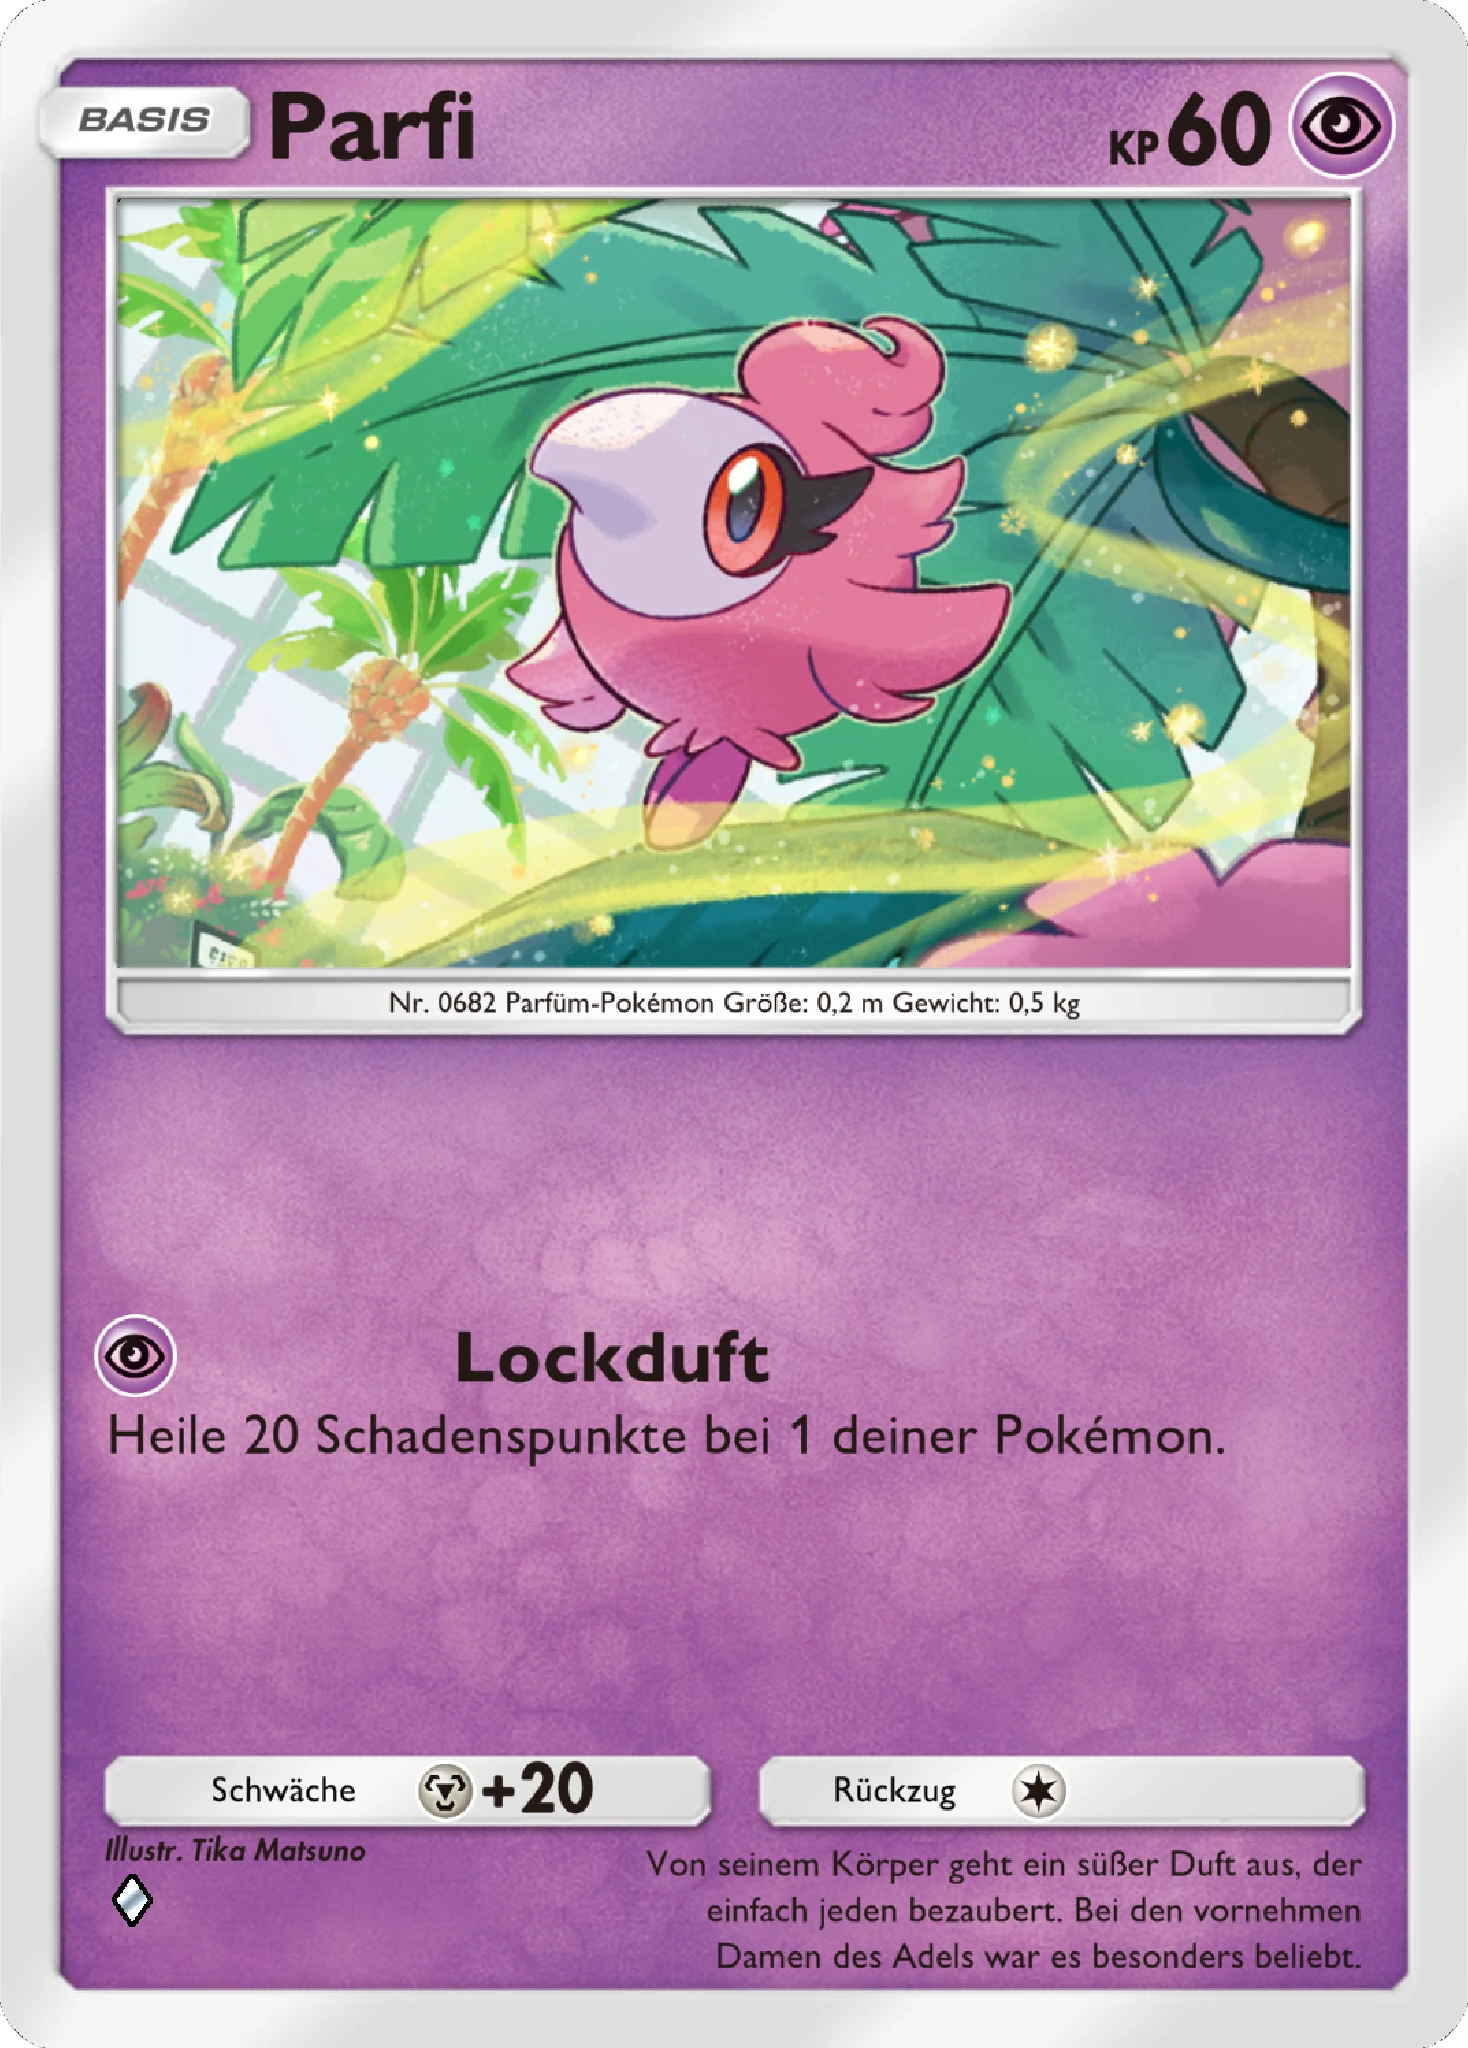 BASIS Parfi KP 60
Nr. 0682 Parfüm-Pokémon Größe: 0,2 m Gewicht: 0,5 kg
Lockduft
Heile 20 Schadenspunkte bei 1 deiner Pokémon.
Schwäche +20 Rückzug
Illustr. Tika Matsuno
Von seinem Körper geht ein süßer Duft aus, der
einfach jeden bezaubert. Bei den vornehmen
Damen des Adels war es besonders beliebt.